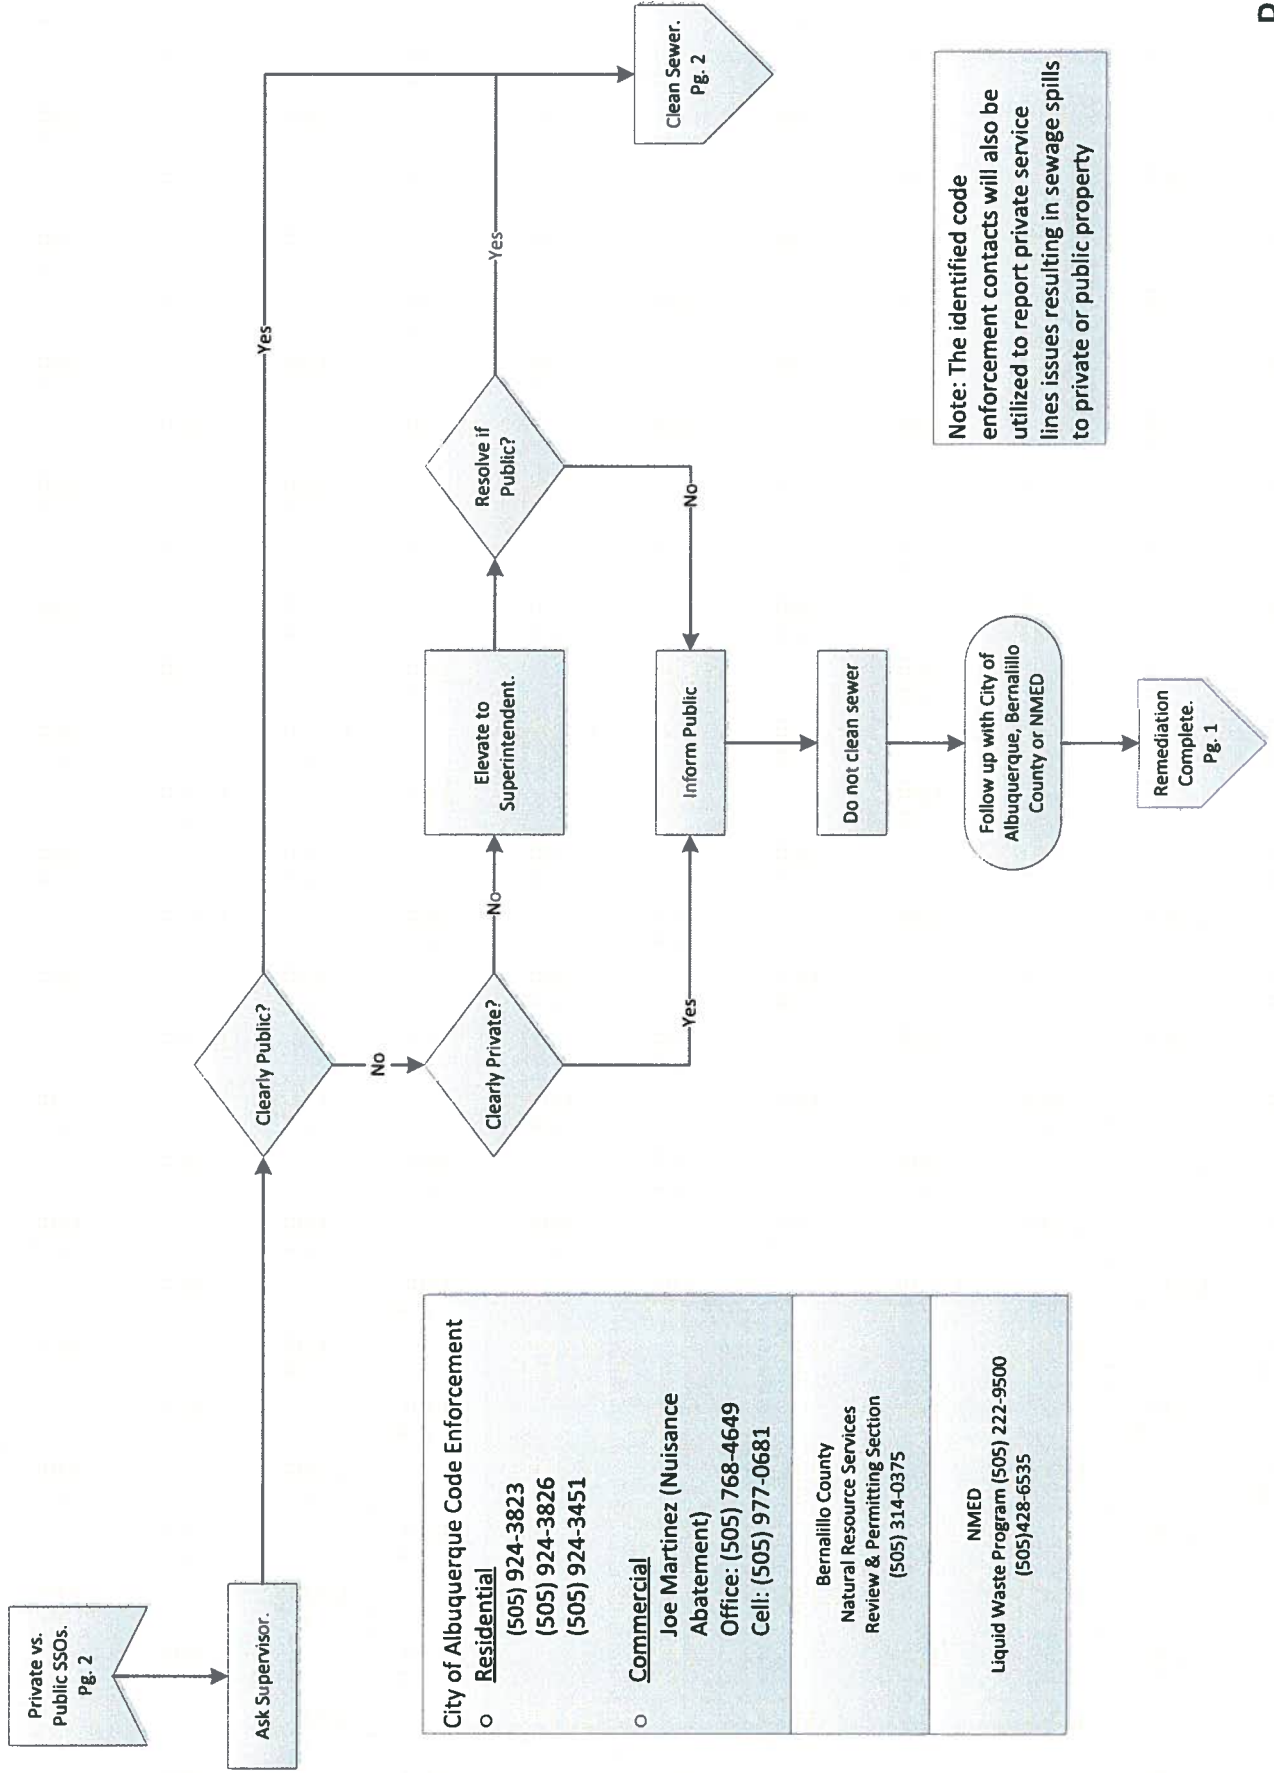 Private vs.
Public SSOs.
Pg. 2
Ask Supervisor.
Clearly Public?
Yes
No
Clearly Private?
No
Yes
Elevate to
Superintendent.
Resolve if
Public?
Yes
No
Clean Sewer.
Pg. 2
Inform Public
Do not clean sewer
Follow up with City of
Albuquerque, Bernalillo
County or NMED
Remediation
Complete.
Pg. 1
City of Albuquerque Code Enforcement
○ Residential
(505) 924-3823
(505) 924-3826
(505) 924-3451
○ Commercial
Joe Martinez (Nuisance
Abatement)
Office: (505) 768-4649
Cell: (505) 977-0681
Bernalillo County
Natural Resource Services
Review & Permitting Section
(505) 314-0375
NMED
Liquid Waste Program (505) 222-9500
(505)428-6535
Note: The identified code
enforcement contacts will also be
utilized to report private service
lines issues resulting in sewage spills
to private or public property